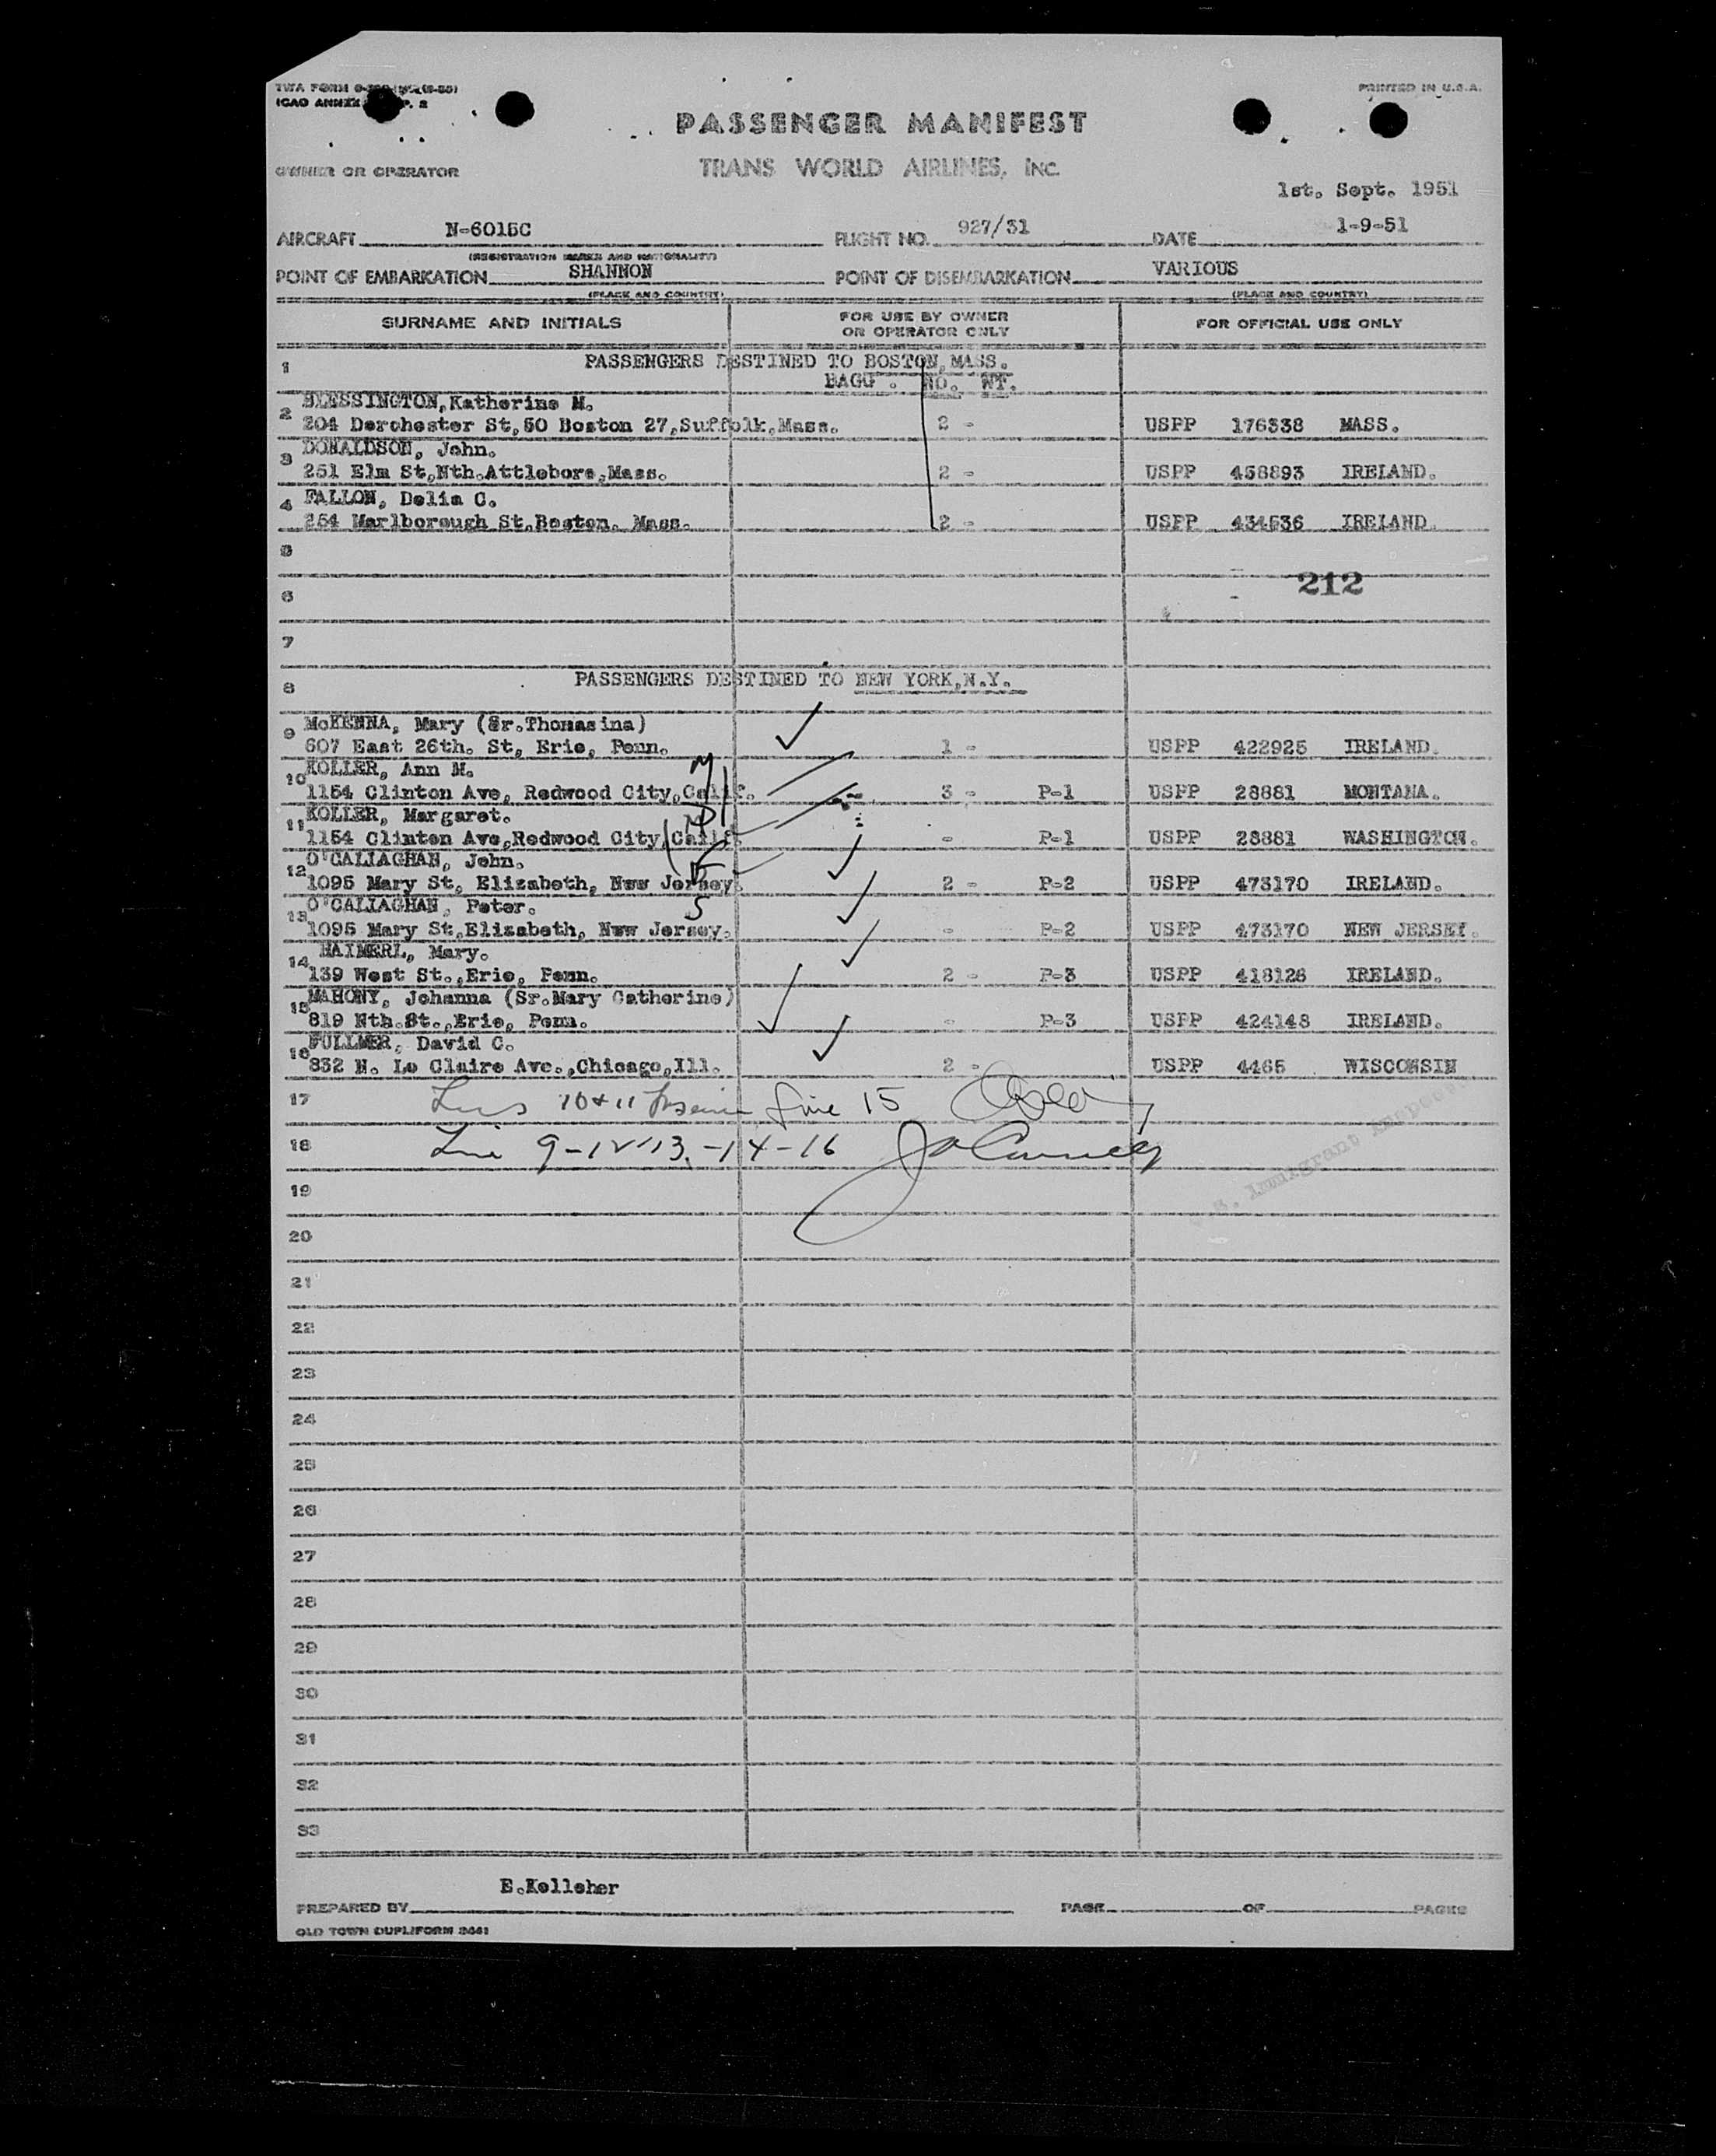 TWA FORM
ICAO ANNEX P. 2
PRINTED IN U.S.A.
PASSENGER MANIFEST
OWNER OR OPERATOR
TRANS WORLD AIRLINES, INC.
1st. Sept. 1951
AIRCRAFT N-6015C FLIGHT NO. 927/31 DATE 1-9-51
(REGISTRATION MARKS AND NATIONALITY)
POINT OF EMBARKATION SHANNON POINT OF DISEMBARKATION VARIOUS
(PLACE AND COUNTRY) (PLACE AND COUNTRY)
SURNAME AND INITIALS FOR USE BY OWNER OR OPERATOR ONLY FOR OFFICIAL USE ONLY
1 PASSENGERS DESTINED TO BOSTON, MASS.
BAGG . NO. WT.
2 BLESSINGTON, Katherine M.
204 Dorchester St, 50 Boston 27, Suffolk, Mass. 2 - USPP 176338 MASS.
3 DONALDSON, John.
251 Elm St, Nth. Attleboro, Mass. 2 - USPP 458893 IRELAND.
4 FALLON, Delia C.
254 Marlborough St, Boston. Mass. 2 - USPP 434536 IRELAND.
5
6 212
7
8 PASSENGERS DESTINED TO NEW YORK, N.Y.
9 McKENNA, Mary (Sr. Thomasina)
607 East 26th. St, Erie, Penn. 1 - USPP 422925 IRELAND.
10 KOLLER, Ann M.
1154 Clinton Ave, Redwood City, Calif. 3 - P-1 USPP 28881 MONTANA.
11 KOLLER, Margaret.
1154 Clinton Ave, Redwood City, Calif. - P-1 USPP 28881 WASHINGTON.
12 O'CALLAGHAN, John.
1095 Mary St, Elizabeth, New Jersey. 2 - P-2 USPP 473170 IRELAND.
13 O'CALLAGHAN, Peter.
1095 Mary St, Elizabeth, New Jersey. - P-2 USPP 473170 NEW JERSEY.
14 HAIMERL, Mary.
139 West St., Erie, Penn. 2 - P-3 USPP 418126 IRELAND.
15 MAHONY, Johanna (Sr. Mary Catherine)
819 Nth. St., Erie, Penn. - P-3 USPP 424148 IRELAND.
16 FULLMER, David C.
832 N. Le Claire Ave., Chicago, Ill. 2 - USPP 4465 WISCONSIN
17 10 & 11 line 15
18 9-12 13.-14-16
U.S. Immigrant Inspector
19
20
21
22
23
24
25
26
27
28
29
30
31
32
33
E. Kelleher
PREPARED BY PAGE OF PAGES
OLD TOWN DUPLIFORM 2441